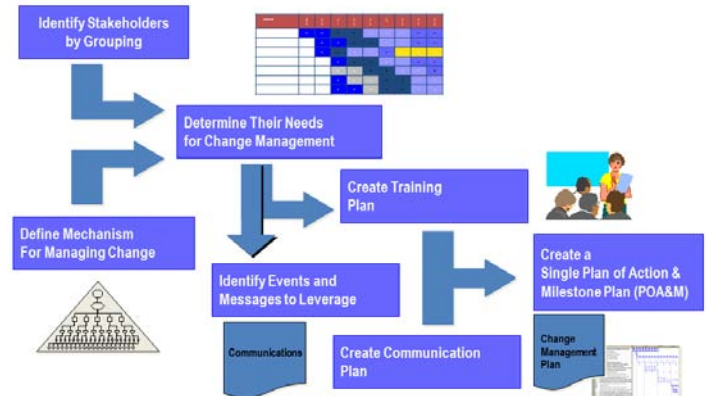 Identify Stakeholders
by Grouping
Determine Their Needs
for Change Management
Create Training
Plan
Define Mechanism
For Managing Change
Identify Events and
Messages to Leverage
Create a
Single Plan of Action &
Milestone Plan (POA&M)
Communications
Create Communication
Plan
Change
Management
Plan